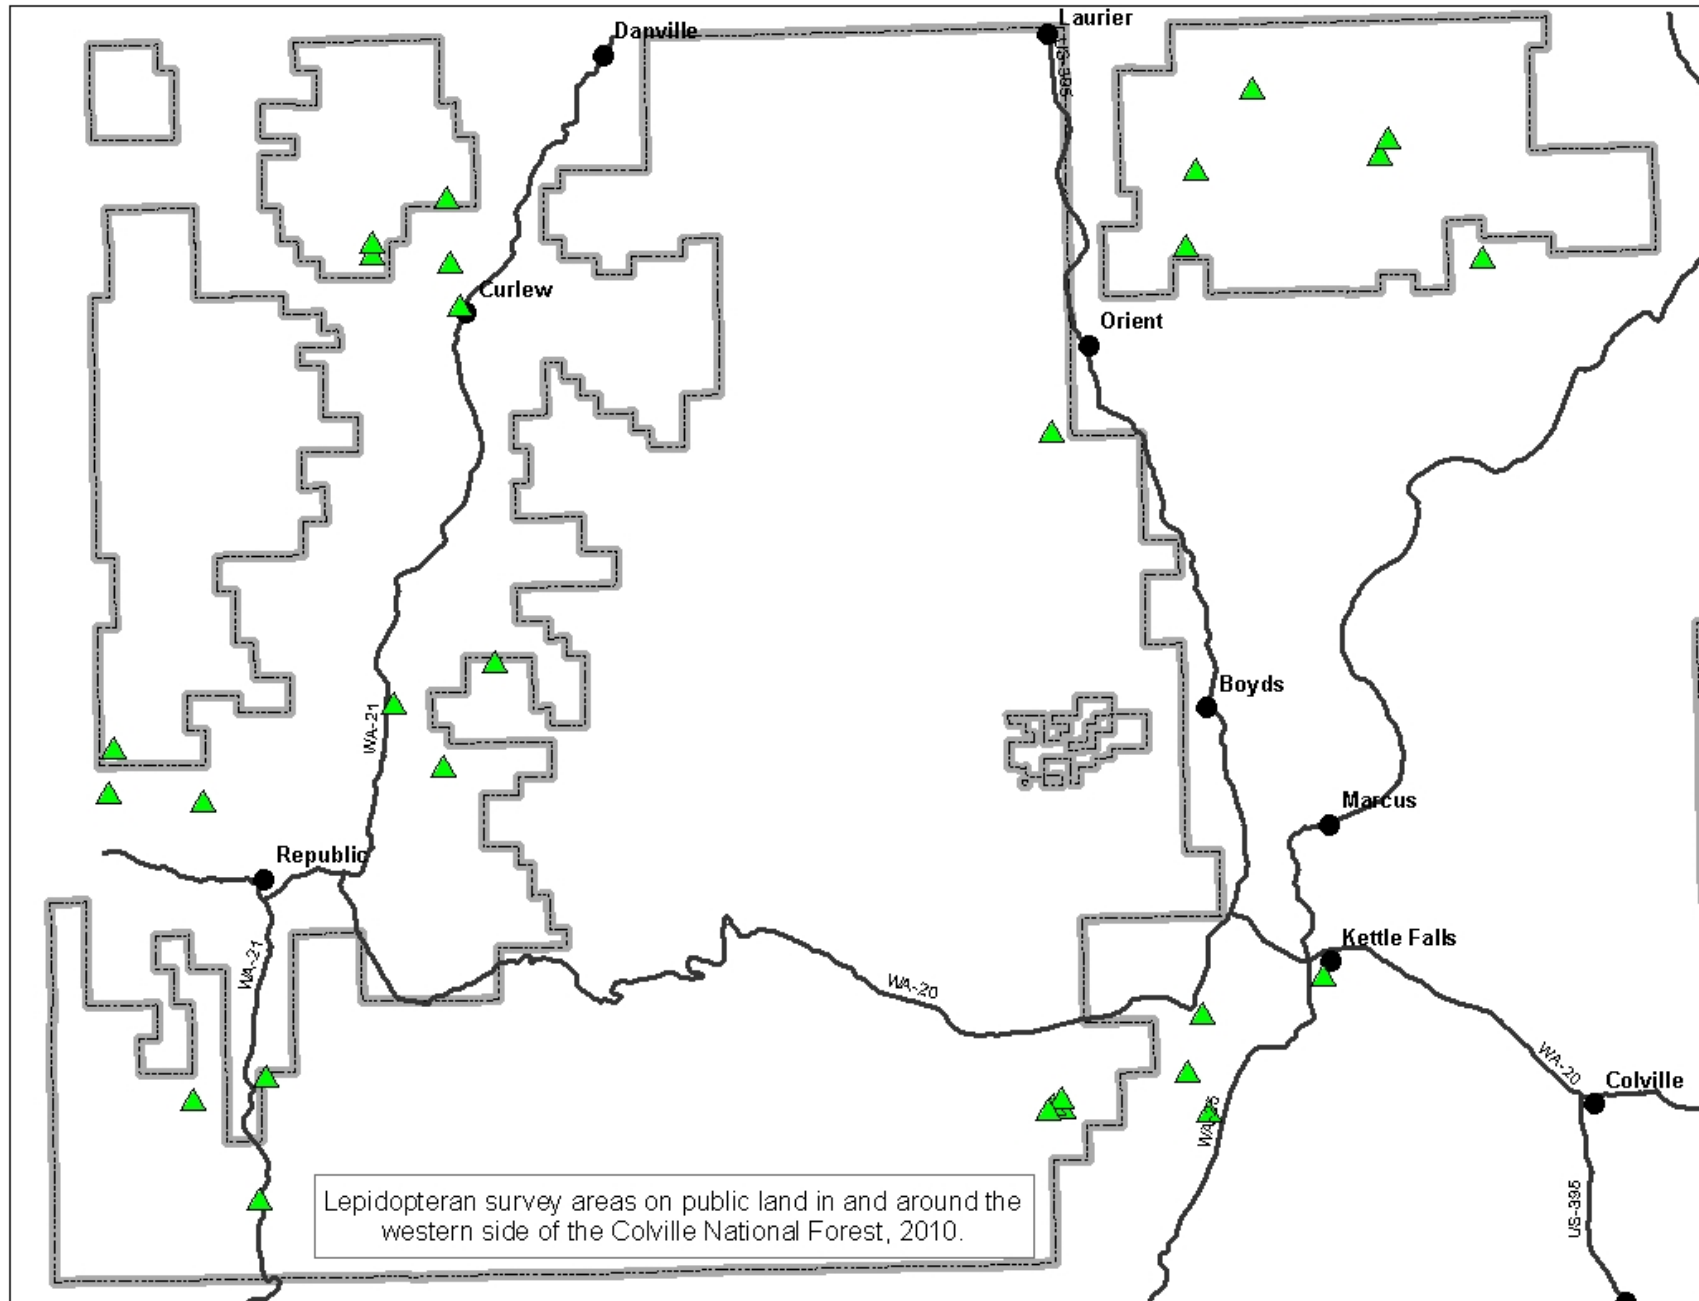 Danville
Laurier
US-395
Curlew
Orient
WA-21
Boyds
Marcus
Republic
Kettle Falls
WA-21
WA-20
WA-20
Colville
US-395
Lepidopteran survey areas on public land in and around the
western side of the Colville National Forest, 2010.